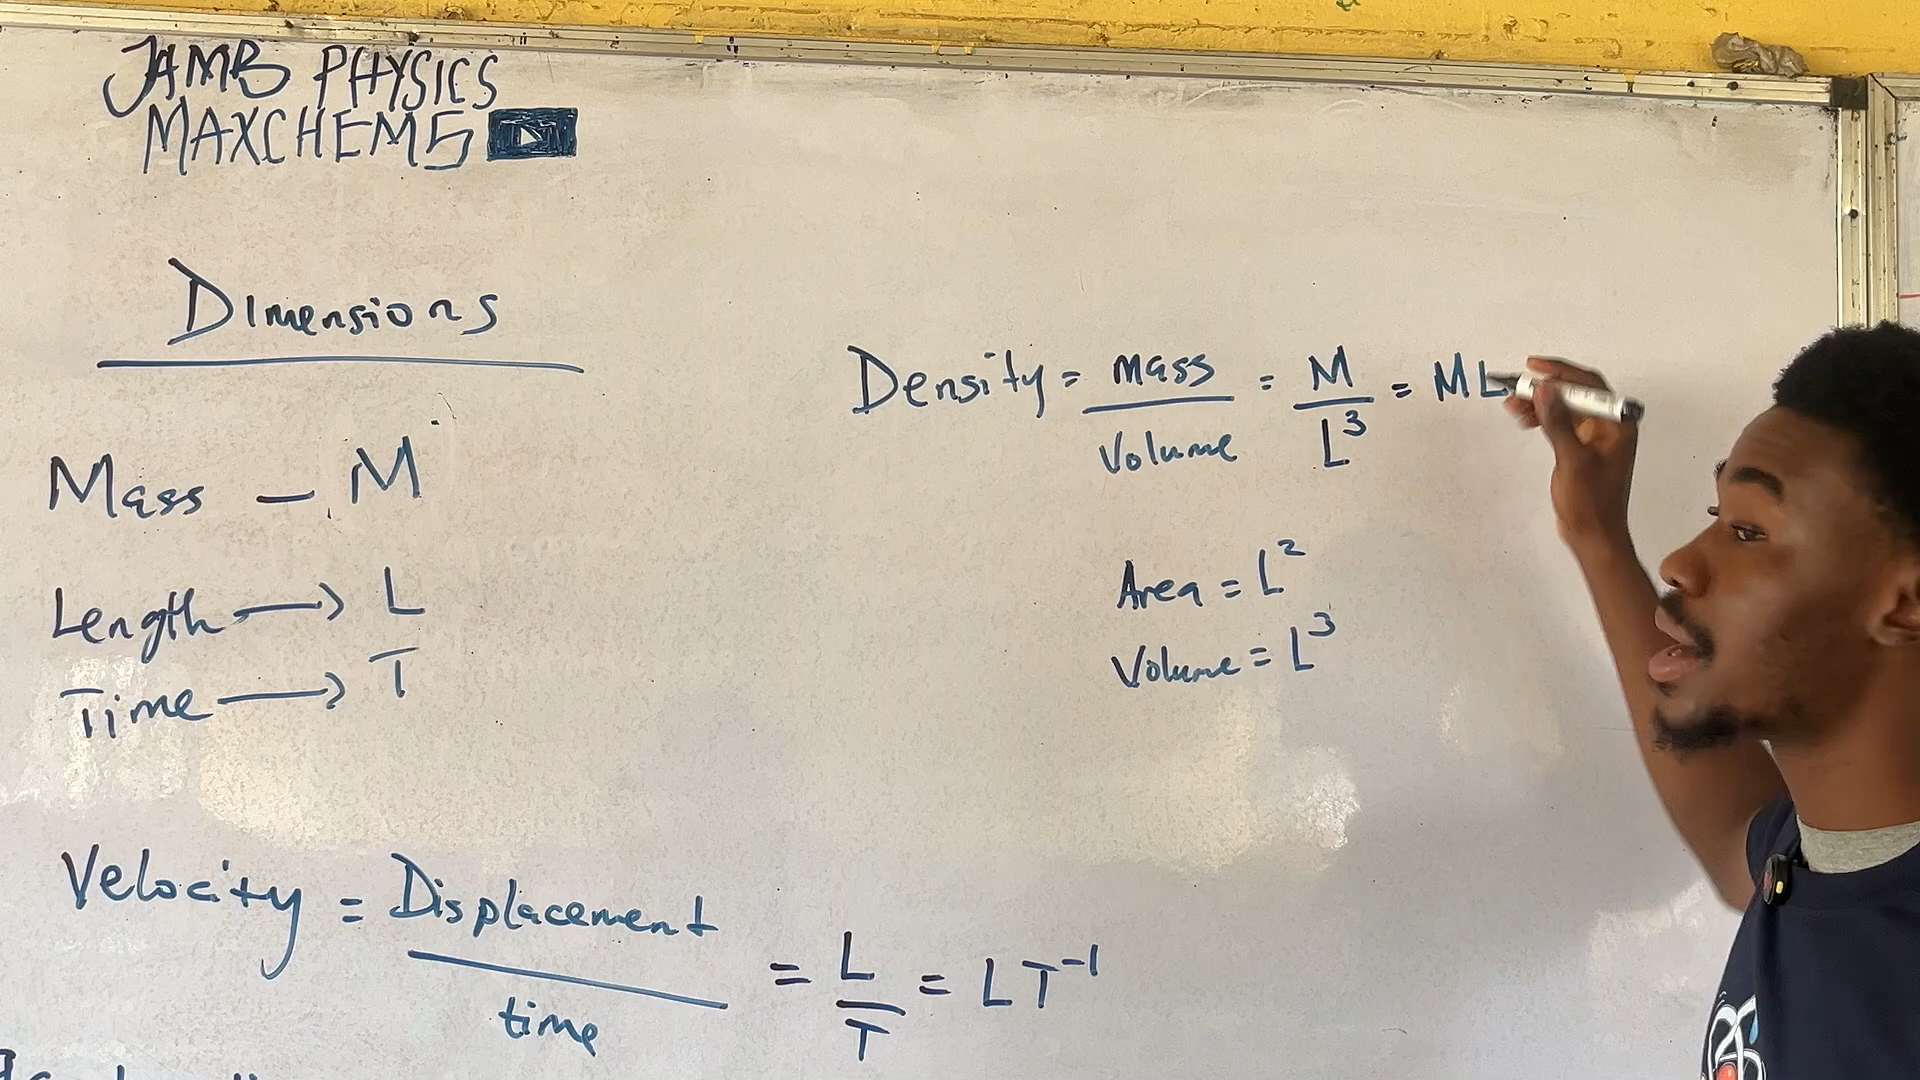 JAMB PHYSICS
MAXCHEM5
Dimensions
Mass — M
Length → L
Time → T
Velocity = Displacement / time = L / T = LT⁻¹
Density = mass / Volume = M / L³ = ML
Area = L²
Volume = L³